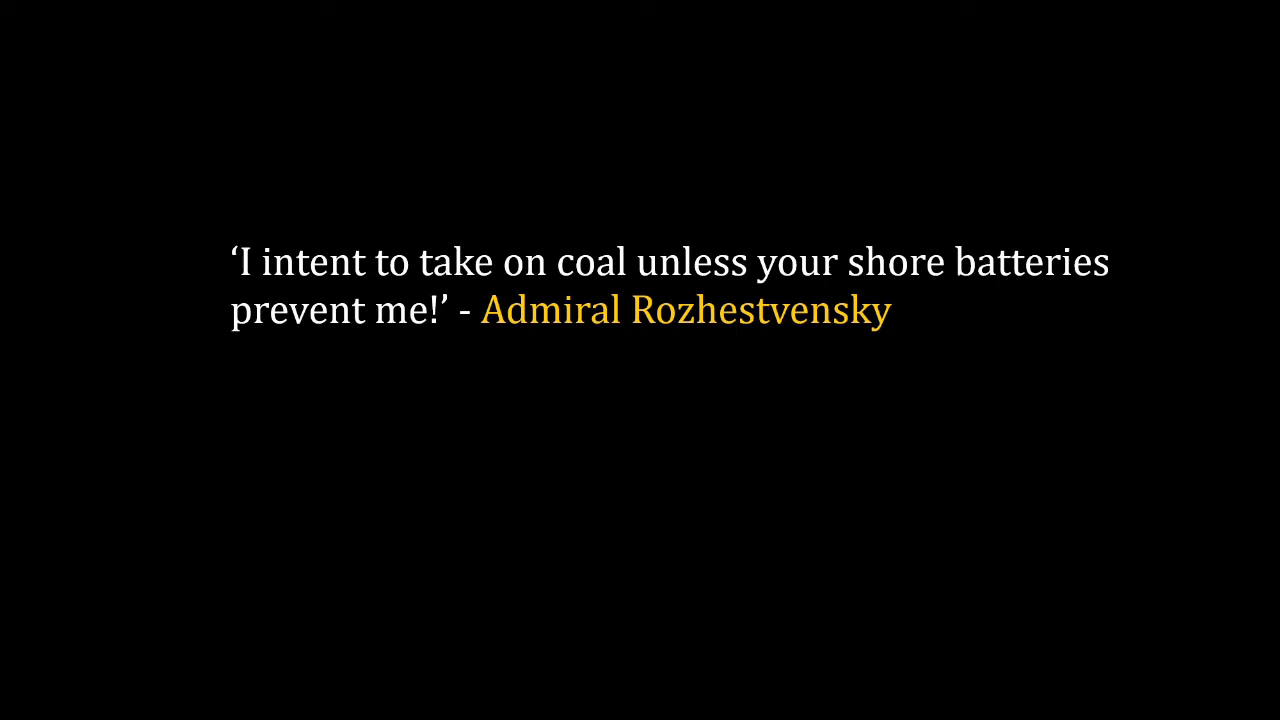 ‘I intent to take on coal unless your shore batteries
prevent me!’ - Admiral Rozhestvensky